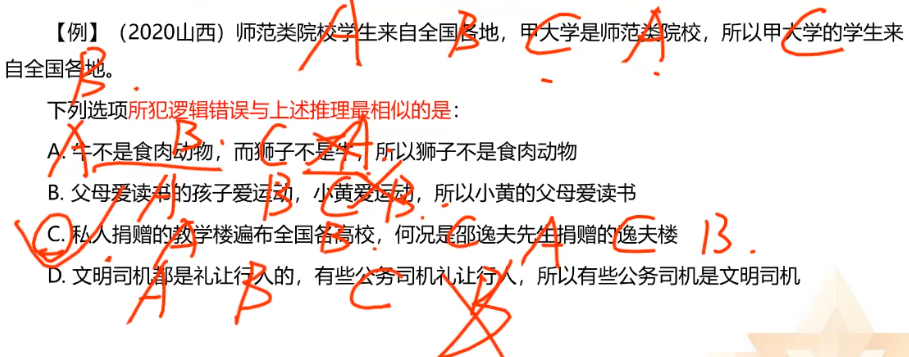 【例】（2020山西）师范类院校学生来自全国各地，甲大学是师范类院校，所以甲大学的学生来
自全国各地。
A B C A C
B.
下列选项所犯逻辑错误与上述推理最相似的是：
A. 牛不是食肉动物，而狮子不是牛，所以狮子不是食肉动物
A B. C A.
B. 父母爱读书的孩子爱运动，小黄爱运动，所以小黄的父母爱读书
A B C B.
C. 私人捐赠的教学楼遍布全国各高校，何况是邵逸夫先生捐赠的逸夫楼
A B. C A C B.
D. 文明司机都是礼让行人的，有些公务司机礼让行人，所以有些公务司机是文明司机
A B C B